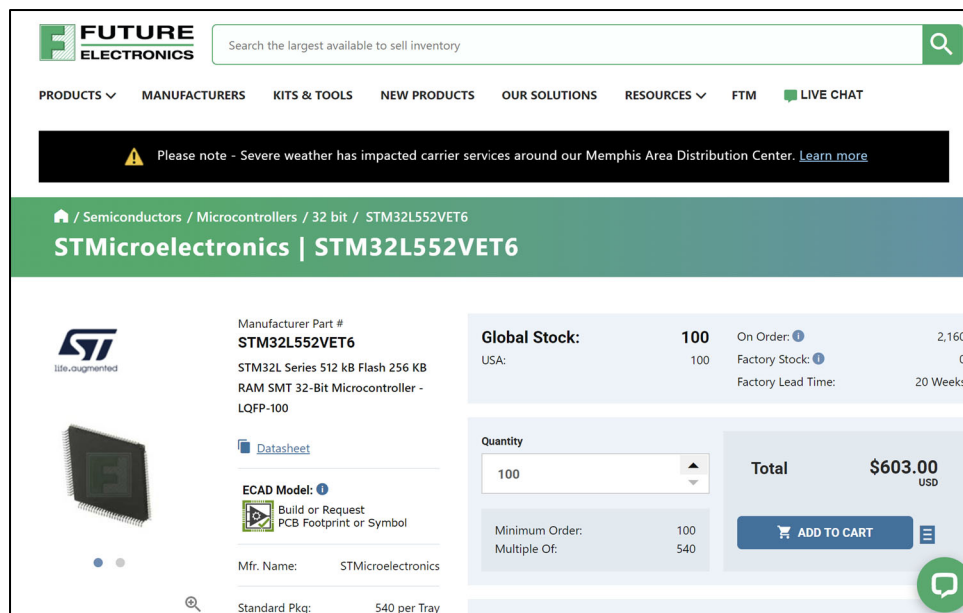 FUTURE
ELECTRONICS
Search the largest available to sell inventory
PRODUCTS MANUFACTURERS KITS & TOOLS NEW PRODUCTS OUR SOLUTIONS RESOURCES FTM LIVE CHAT
Please note - Severe weather has impacted carrier services around our Memphis Area Distribution Center. Learn more
/ Semiconductors / Microcontrollers / 32 bit / STM32L552VET6
STMicroelectronics | STM32L552VET6
ST
life.augmented
Manufacturer Part #
STM32L552VET6
STM32L Series 512 kB Flash 256 KB
RAM SMT 32-Bit Microcontroller -
LQFP-100
Datasheet
ECAD Model:
Build or Request
PCB Footprint or Symbol
Mfr. Name: STMicroelectronics
Standard Pkg: 540 per Tray
Global Stock: 100
USA: 100
On Order: 2,160
Factory Stock: 0
Factory Lead Time: 20 Weeks
Quantity
100
Minimum Order: 100
Multiple Of: 540
Total $603.00
USD
ADD TO CART